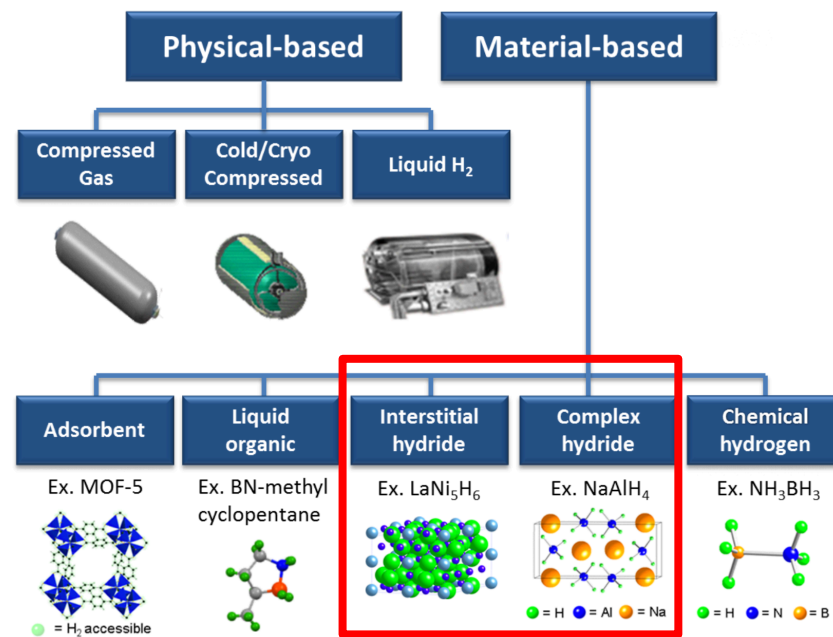 Physical-based
Material-based
Compressed
Gas
Cold/Cryo
Compressed
Liquid H₂
Adsorbent
Liquid
organic
Interstitial
hydride
Complex
hydride
Chemical
hydrogen
Ex. MOF-5
Ex. BN-methyl
cyclopentane
Ex. LaNi₅H₆
Ex. NaAlH₄
Ex. NH₃BH₃
= H₂ accessible
= H = Al = Na
= H = N = B